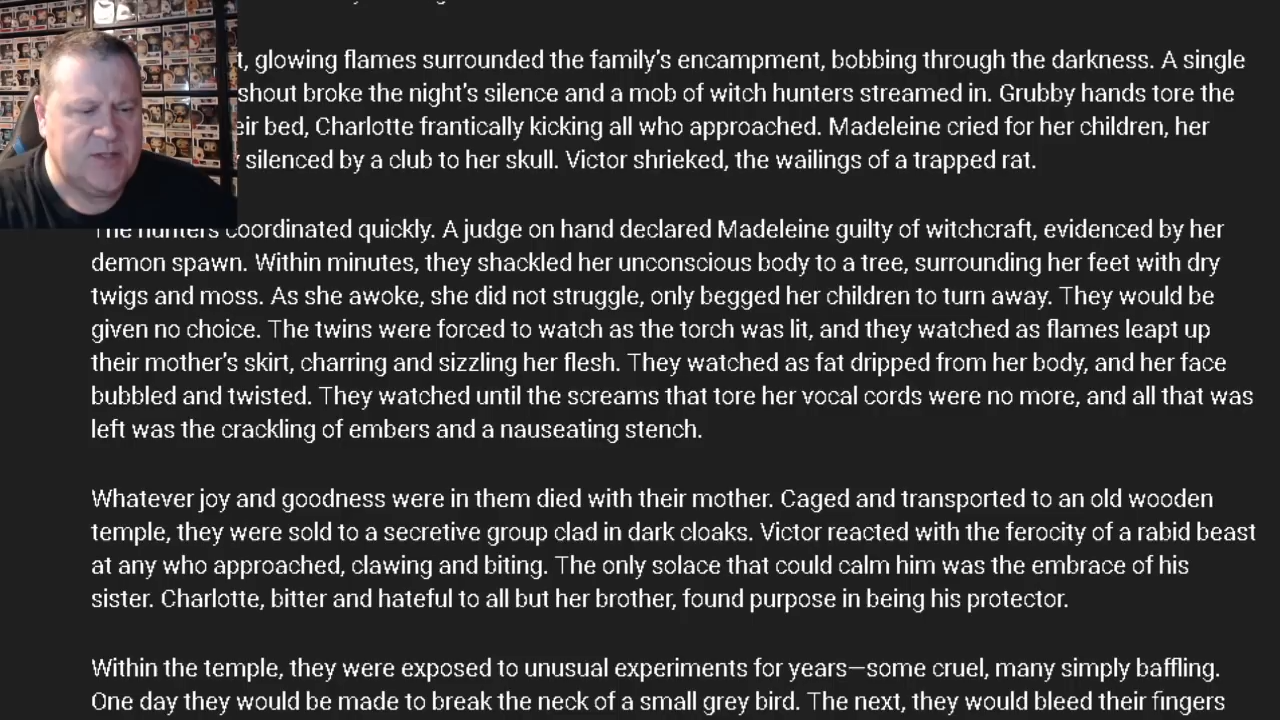 t, glowing flames surrounded the family's encampment, bobbing through the darkness. A single
shout broke the night's silence and a mob of witch hunters streamed in. Grubby hands tore the
eir bed, Charlotte frantically kicking all who approached. Madeleine cried for her children, her
silenced by a club to her skull. Victor shrieked, the wailings of a trapped rat.
The hunters coordinated quickly. A judge on hand declared Madeleine guilty of witchcraft, evidenced by her
demon spawn. Within minutes, they shackled her unconscious body to a tree, surrounding her feet with dry
twigs and moss. As she awoke, she did not struggle, only begged her children to turn away. They would be
given no choice. The twins were forced to watch as the torch was lit, and they watched as flames leapt up
their mother's skirt, charring and sizzling her flesh. They watched as fat dripped from her body, and her face
bubbled and twisted. They watched until the screams that tore her vocal cords were no more, and all that was
left was the crackling of embers and a nauseating stench.
Whatever joy and goodness were in them died with their mother. Caged and transported to an old wooden
temple, they were sold to a secretive group clad in dark cloaks. Victor reacted with the ferocity of a rabid beast
at any who approached, clawing and biting. The only solace that could calm him was the embrace of his
sister. Charlotte, bitter and hateful to all but her brother, found purpose in being his protector.
Within the temple, they were exposed to unusual experiments for years—some cruel, many simply baffling.
One day they would be made to break the neck of a small grey bird. The next, they would bleed their fingers